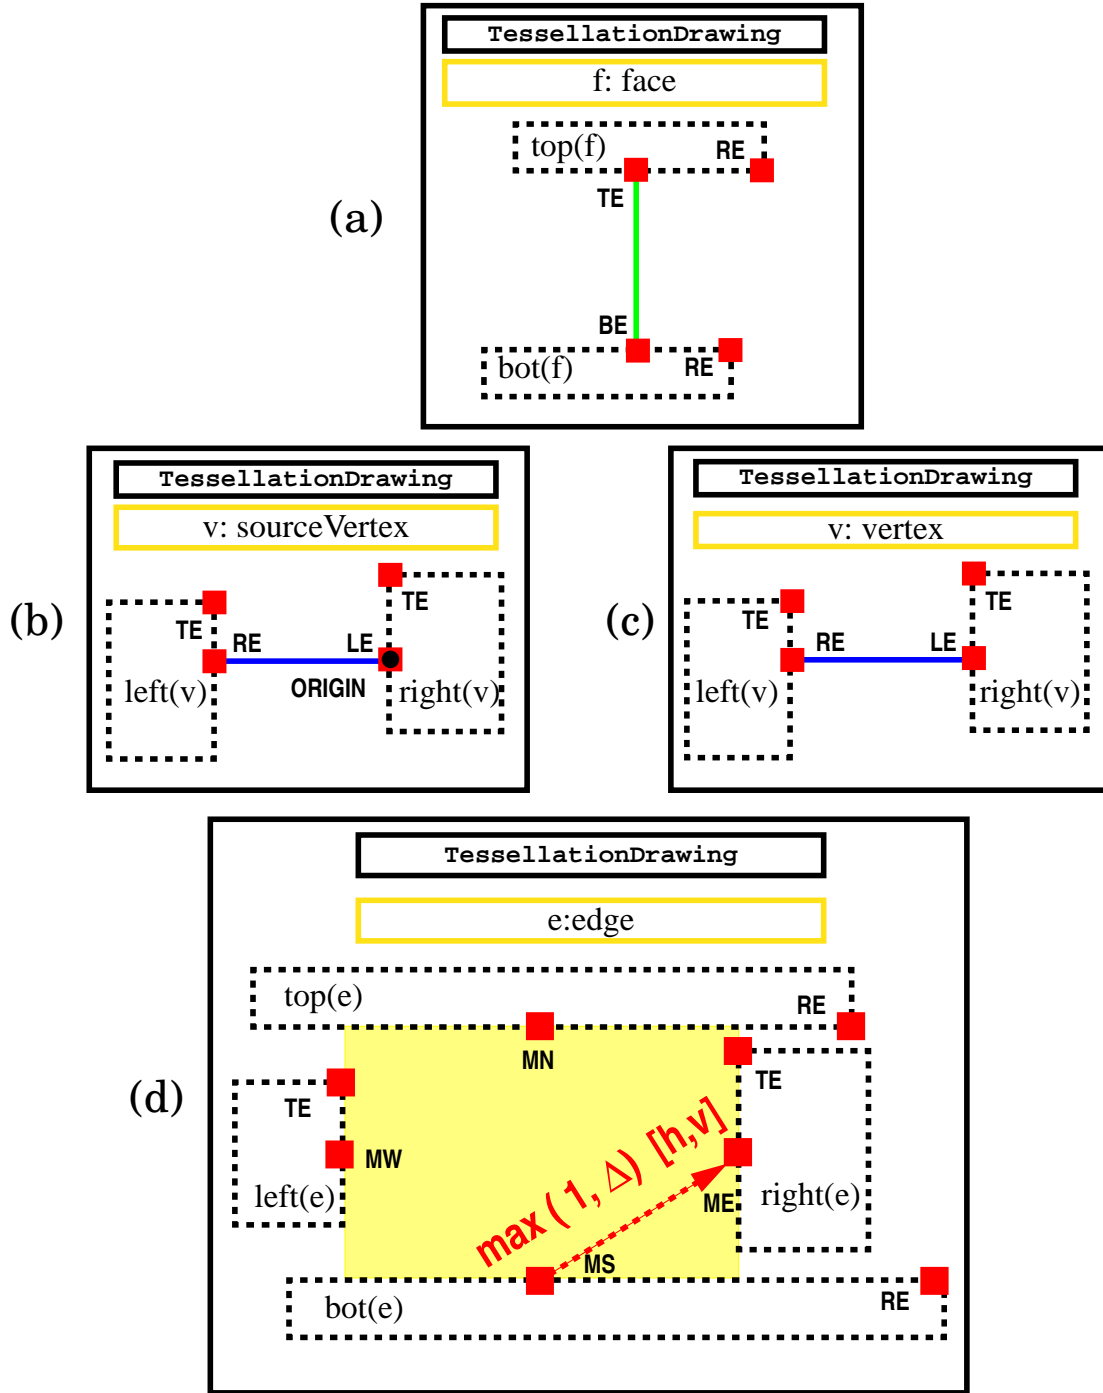 TessellationDrawing
f: face
top(f)
RE
TE
(a)
BE
bot(f)
RE
TessellationDrawing
v: sourceVertex
TE
TE
(b)
RE
LE
left(v)
ORIGIN
right(v)
TessellationDrawing
v: vertex
TE
TE
(c)
RE
LE
left(v)
right(v)
TessellationDrawing
e:edge
top(e)
RE
MN
TE
TE
(d)
MW
max ( 1, Δ ) [h,v]
left(e)
ME
right(e)
MS
bot(e)
RE